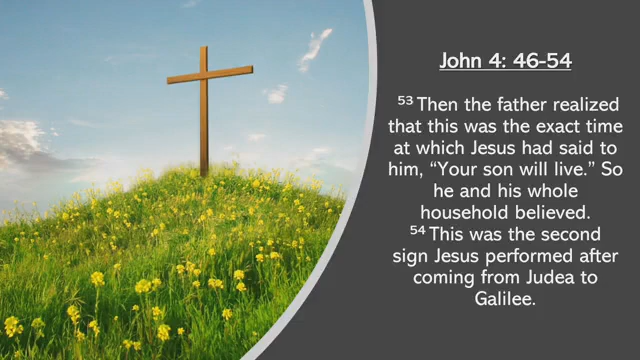 John 4: 46-54
53 Then the father realized
that this was the exact time
at which Jesus had said to
him, “Your son will live.” So
he and his whole
household believed.
54 This was the second
sign Jesus performed after
coming from Judea to
Galilee.